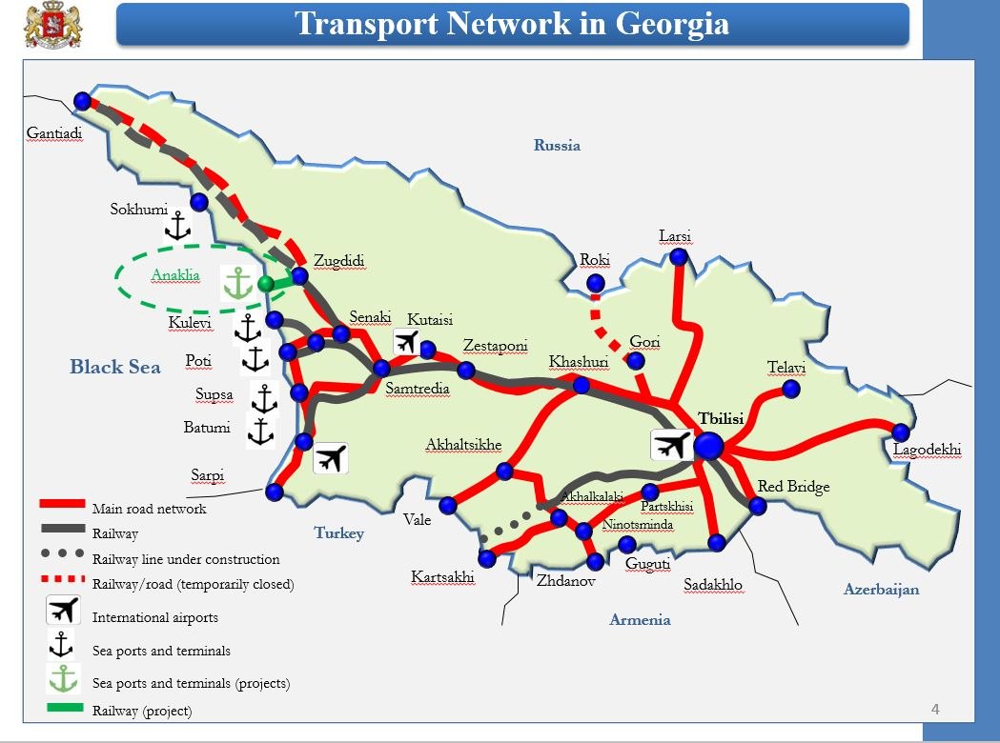 Transport Network in Georgia
Gantiadi
Russia
Sokhumi
Larsi
Roki
Zugdidi
Anaklia
Senaki
Kutaisi
Kulevi
Zestaponi
Gori
Khashuri
Poti
Black Sea
Telavi
Samtredia
Supsa
Tbilisi
Batumi
Akhaltsikhe
Lagodekhi
Sarpi
Red Bridge
Akhalkalaki
Partskhisi
Main road network
Vale
Ninotsminda
Railway
Turkey
Railway line under construction
Guguti
Kartsakhi
Zhdanov
Sadakhlo
Railway/road (temporarily closed)
Azerbaijan
International airports
Armenia
Sea ports and terminals
Sea ports and terminals (projects)
Railway (project)
4